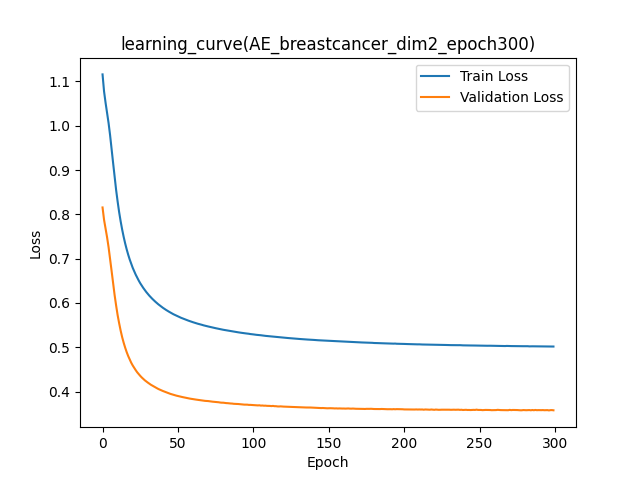 learning_curve(AE_breastcancer_dim2_epoch300)
Train Loss
Validation Loss
1.1
1.0
0.9
0.8
0.7
0.6
0.5
0.4
Loss
0 50 100 150 200 250 300
Epoch